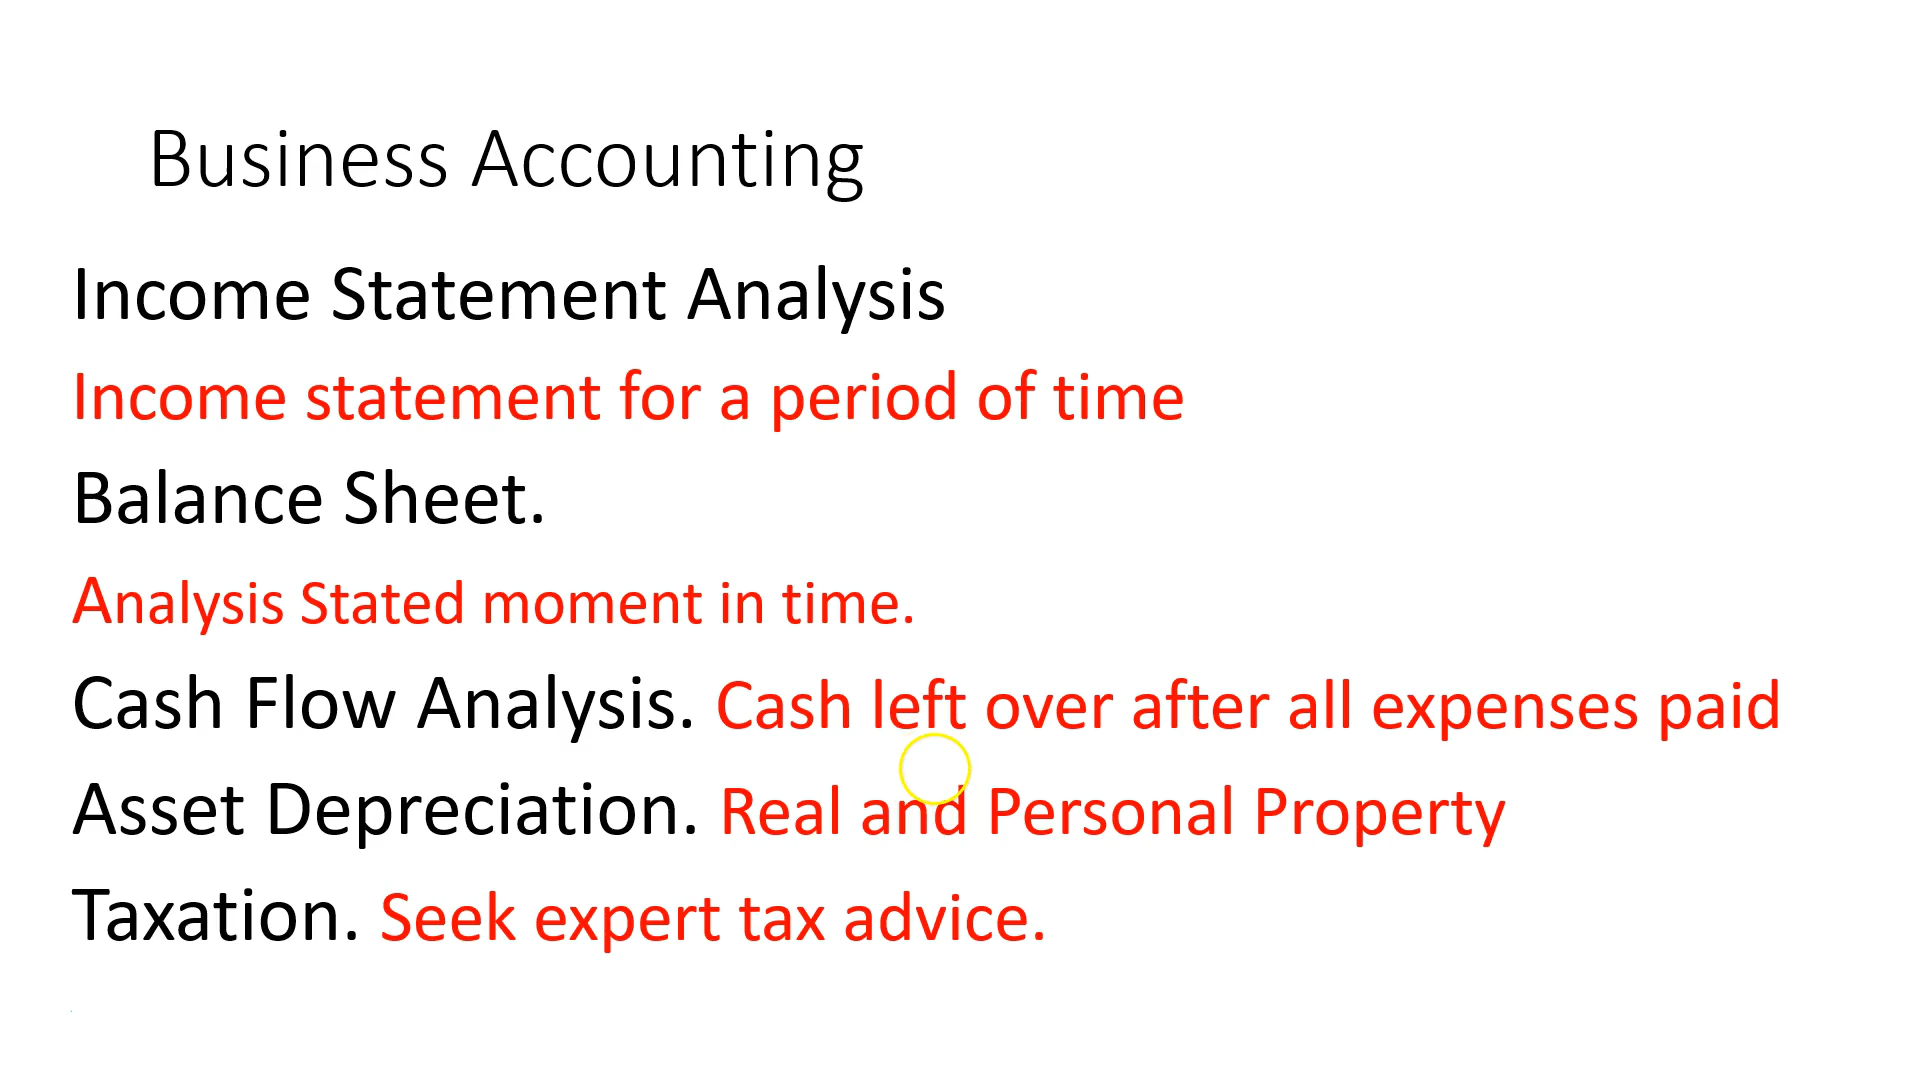 Business Accounting
Income Statement Analysis
Income statement for a period of time
Balance Sheet.
Analysis Stated moment in time.
Cash Flow Analysis. Cash left over after all expenses paid
Asset Depreciation. Real and Personal Property
Taxation. Seek expert tax advice.